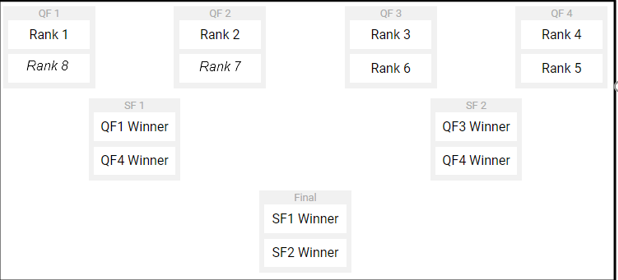 QF 1
Rank 1
Rank 8
QF 2
Rank 2
Rank 7
QF 3
Rank 3
Rank 6
QF 4
Rank 4
Rank 5
SF 1
QF1 Winner
QF4 Winner
SF 2
QF3 Winner
QF4 Winner
Final
SF1 Winner
SF2 Winner